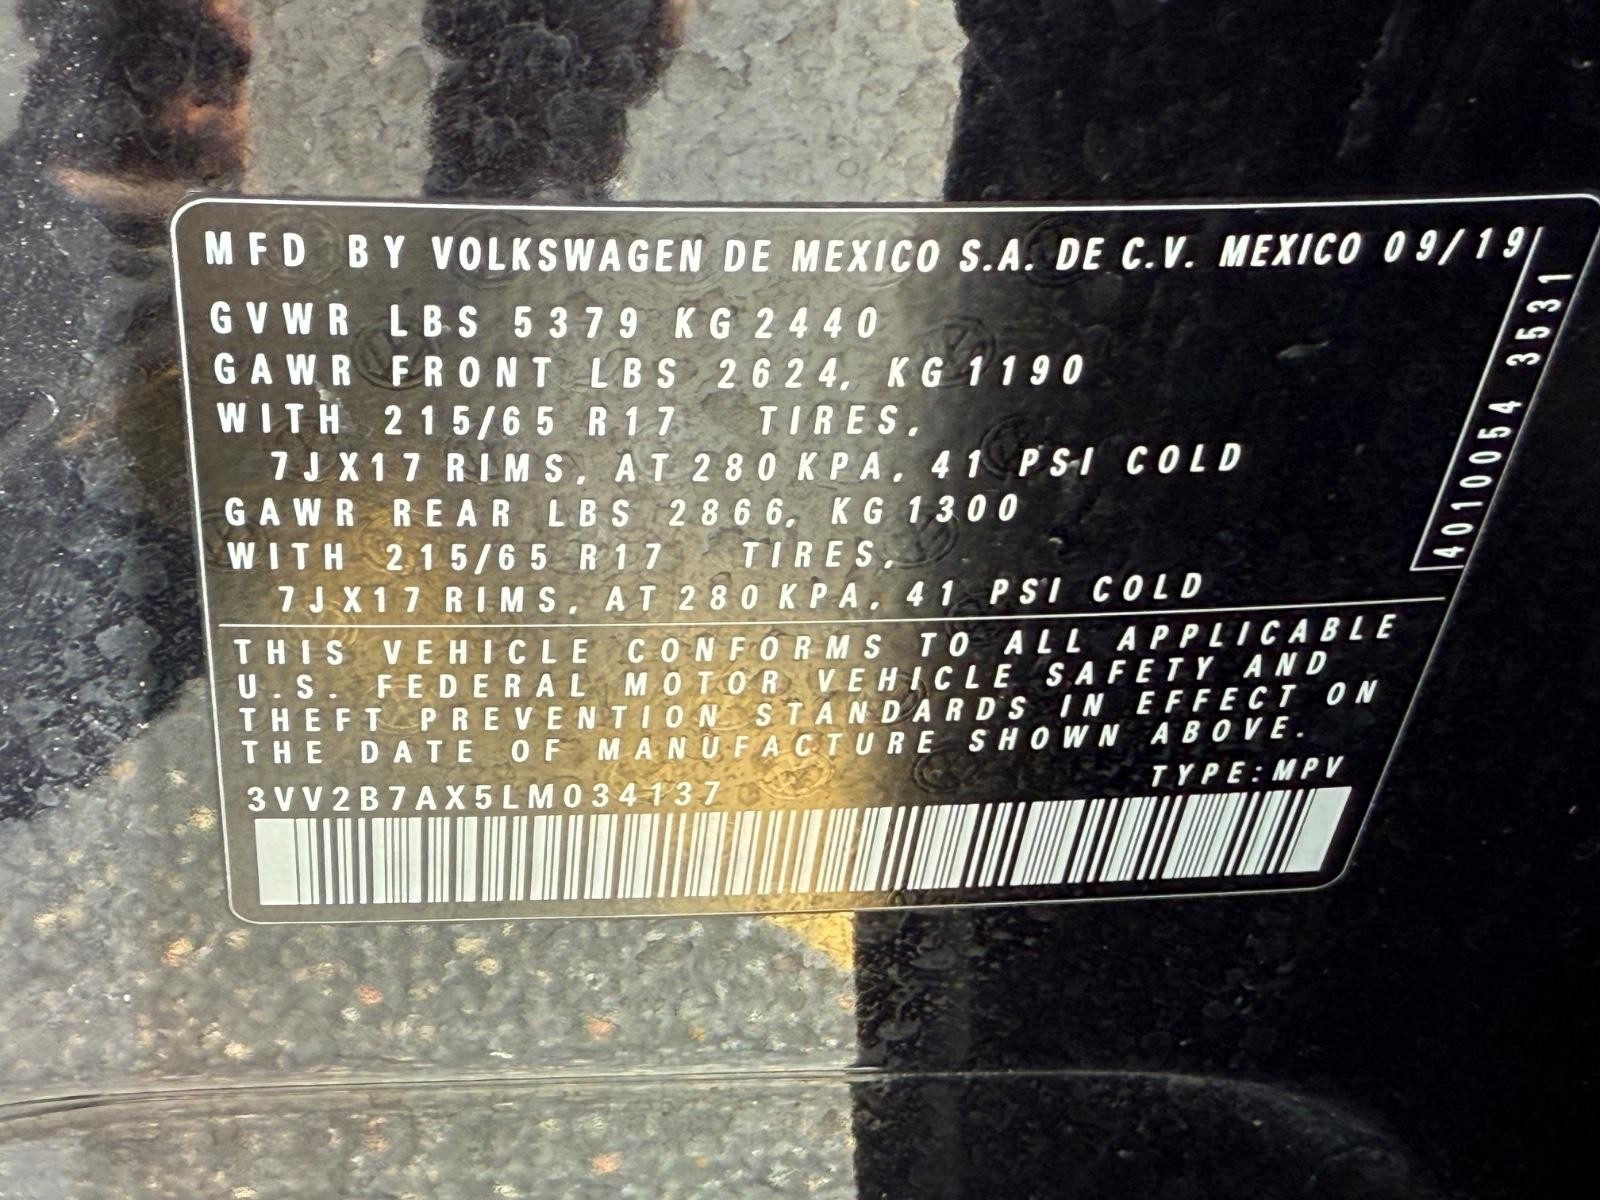 MFD BY VOLKSWAGEN DE MEXICO S.A. DE C.V. MEXICO 09/19
GVWR LBS 5379 KG 2440
GAWR FRONT LBS 2624, KG 1190
WITH 215/65 R17 TIRES,
7JX17 RIMS, AT 280 KPA, 41 PSI COLD
GAWR REAR LBS 2866, KG 1300
WITH 215/65 R17 TIRES,
7JX17 RIMS, AT 280 KPA, 41 PSI COLD
4010054 3531
THIS VEHICLE CONFORMS TO ALL APPLICABLE
U.S. FEDERAL MOTOR VEHICLE SAFETY AND
THEFT PREVENTION STANDARDS IN EFFECT ON
THE DATE OF MANUFACTURE SHOWN ABOVE.
TYPE:MPV
3VV2B7AX5LM034137